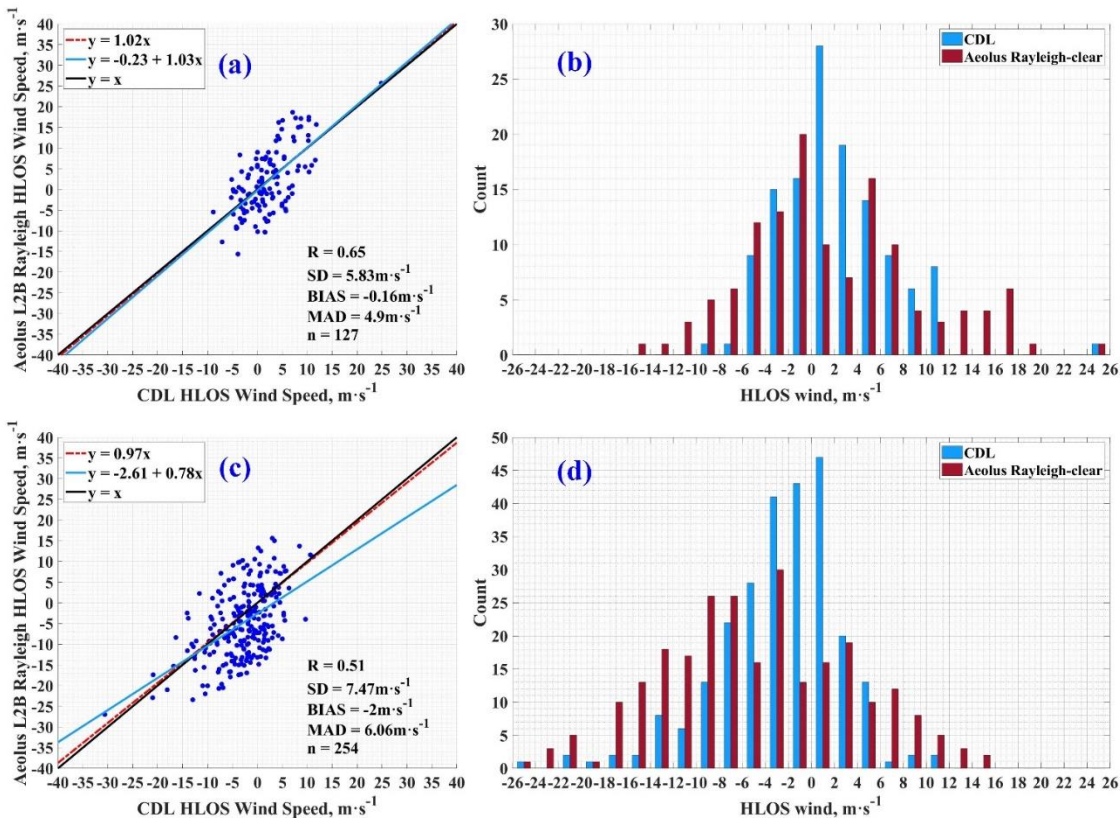 y = 1.02x
y = -0.23 + 1.03x
y = x
(a)
R = 0.65
SD = 5.83m·s⁻¹
BIAS = -0.16m·s⁻¹
MAD = 4.9m·s⁻¹
n = 127
40
35
30
25
20
15
10
5
0
-5
-10
-15
-20
-25
-30
-35
-40
Aeolus L2B Rayleigh HLOS Wind Speed, m·s⁻¹
-40 -35 -30 -25 -20 -15 -10 -5 0 5 10 15 20 25 30 35 40
CDL HLOS Wind Speed, m·s⁻¹
(b)
CDL
Aeolus Rayleigh-clear
30
25
20
15
10
5
0
Count
-26 -24 -22 -20 -18 -16 -14 -12 -10 -8 -6 -4 -2 0 2 4 6 8 10 12 14 16 18 20 22 24 26
HLOS wind, m·s⁻¹
y = 0.97x
y = -2.61 + 0.78x
y = x
(c)
R = 0.51
SD = 7.47m·s⁻¹
BIAS = -2m·s⁻¹
MAD = 6.06m·s⁻¹
n = 254
40
35
30
25
20
15
10
5
0
-5
-10
-15
-20
-25
-30
-35
-40
Aeolus L2B Rayleigh HLOS Wind Speed, m·s⁻¹
-40 -35 -30 -25 -20 -15 -10 -5 0 5 10 15 20 25 30 35 40
CDL HLOS Wind Speed, m·s⁻¹
(d)
CDL
Aeolus Rayleigh-clear
50
45
40
35
30
25
20
15
10
5
0
Count
-26 -24 -22 -20 -18 -16 -14 -12 -10 -8 -6 -4 -2 0 2 4 6 8 10 12 14 16 18 20 22 24 26
HLOS wind, m·s⁻¹